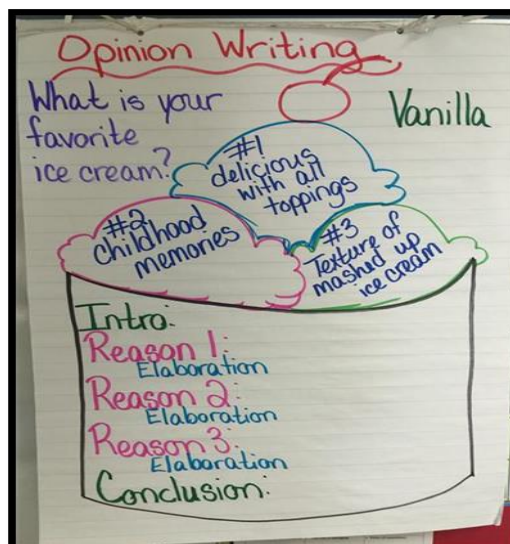 Opinion Writing
What is your
favorite
ice cream?
Vanilla
#1
delicious
with all
toppings
#2
childhood
memories
#3
Texture of
mashed up
ice cream
Intro:
Reason 1:
Elaboration
Reason 2:
Elaboration
Reason 3:
Elaboration
Conclusion: